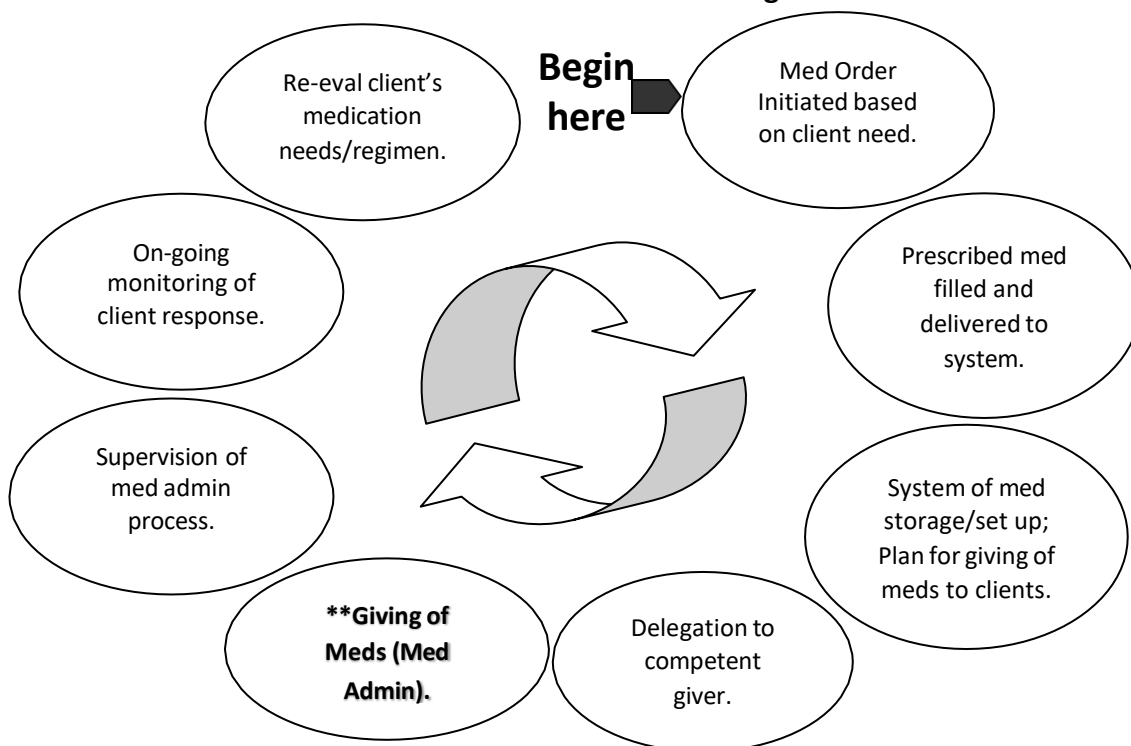 Begin
here
Med Order
Initiated based
on client need.
Prescribed med
filled and
delivered to
system.
System of med
storage/set up;
Plan for giving of
meds to clients.
Delegation to
competent
giver.
**Giving of
Meds (Med
Admin).
Supervision of
med admin
process.
On-going
monitoring of
client response.
Re-eval client’s
medication
needs/regimen.